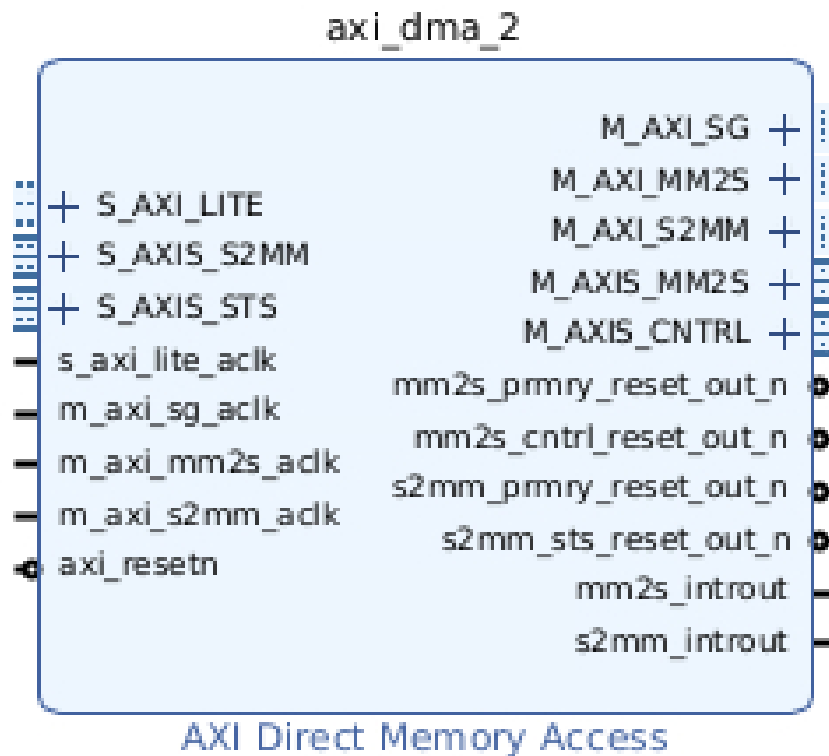 axi_dma_2
M_AXI_SG
M_AXI_MM2S
S_AXI_LITE
M_AXI_S2MM
S_AXIS_S2MM
M_AXIS_MM2S
S_AXIS_STS
M_AXIS_CNTRL
s_axi_lite_aclk
mm2s_prmry_reset_out_n
m_axi_sg_aclk
mm2s_cntrl_reset_out_n
m_axi_mm2s_aclk
s2mm_prmry_reset_out_n
m_axi_s2mm_aclk
s2mm_sts_reset_out_n
axi_resetn
mm2s_introut
s2mm_introut
AXI Direct Memory Access